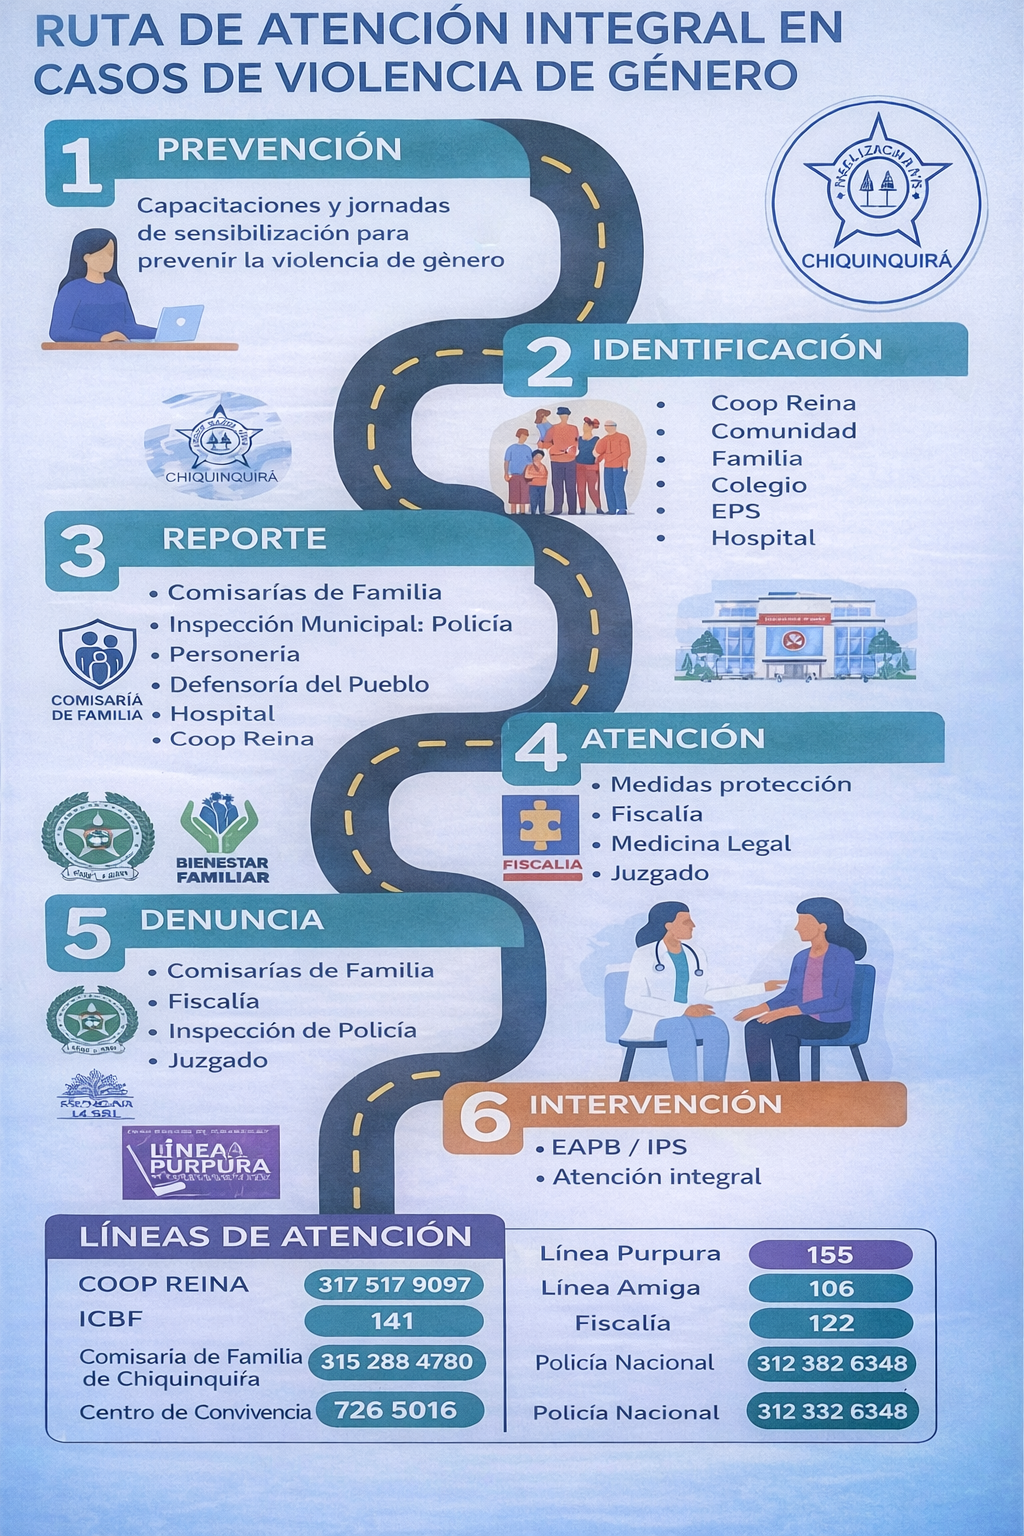 RUTA DE ATENCIÓN INTEGRAL EN
CASOS DE VIOLENCIA DE GÉNERO
1 PREVENCIÓN
Capacitaciones y jornadas
de sensibilización para
prevenir la violencia de gènero
CHIQUINQUIRÁ
2 IDENTIFICACIÓN
• Coop Reina
• Comunidad
• Familia
• Colegio
• EPS
• Hospital
CHIQUINQUIRÁ
3 REPORTE
• Comisarías de Familia
• Inspección Municipal: Policía
• Personería
• Defensoría del Pueblo
• Hospital
• Coop Reina
COMISARÍA
DE FAMILIA
4 ATENCIÓN
• Medidas protección
• Fiscalía
• Medicina Legal
• Juzgado
FISCALIA
BIENESTAR
FAMILIAR
5 DENUNCIA
• Comisarías de Familia
• Fiscalía
• Inspección de Policía
• Juzgado
6 INTERVENCIÓN
• EAPB / IPS
• Atención integral
LÍNEA
PURPURA
LÍNEAS DE ATENCIÓN
COOP REINA 317 517 9097
ICBF 141
Comisaría de Familia 315 288 4780
de Chiquinquirá
Centro de Convivencia 726 5016
Línea Purpura 155
Línea Amiga 106
Fiscalía 122
Policía Nacional 312 382 6348
Policía Nacional 312 332 6348